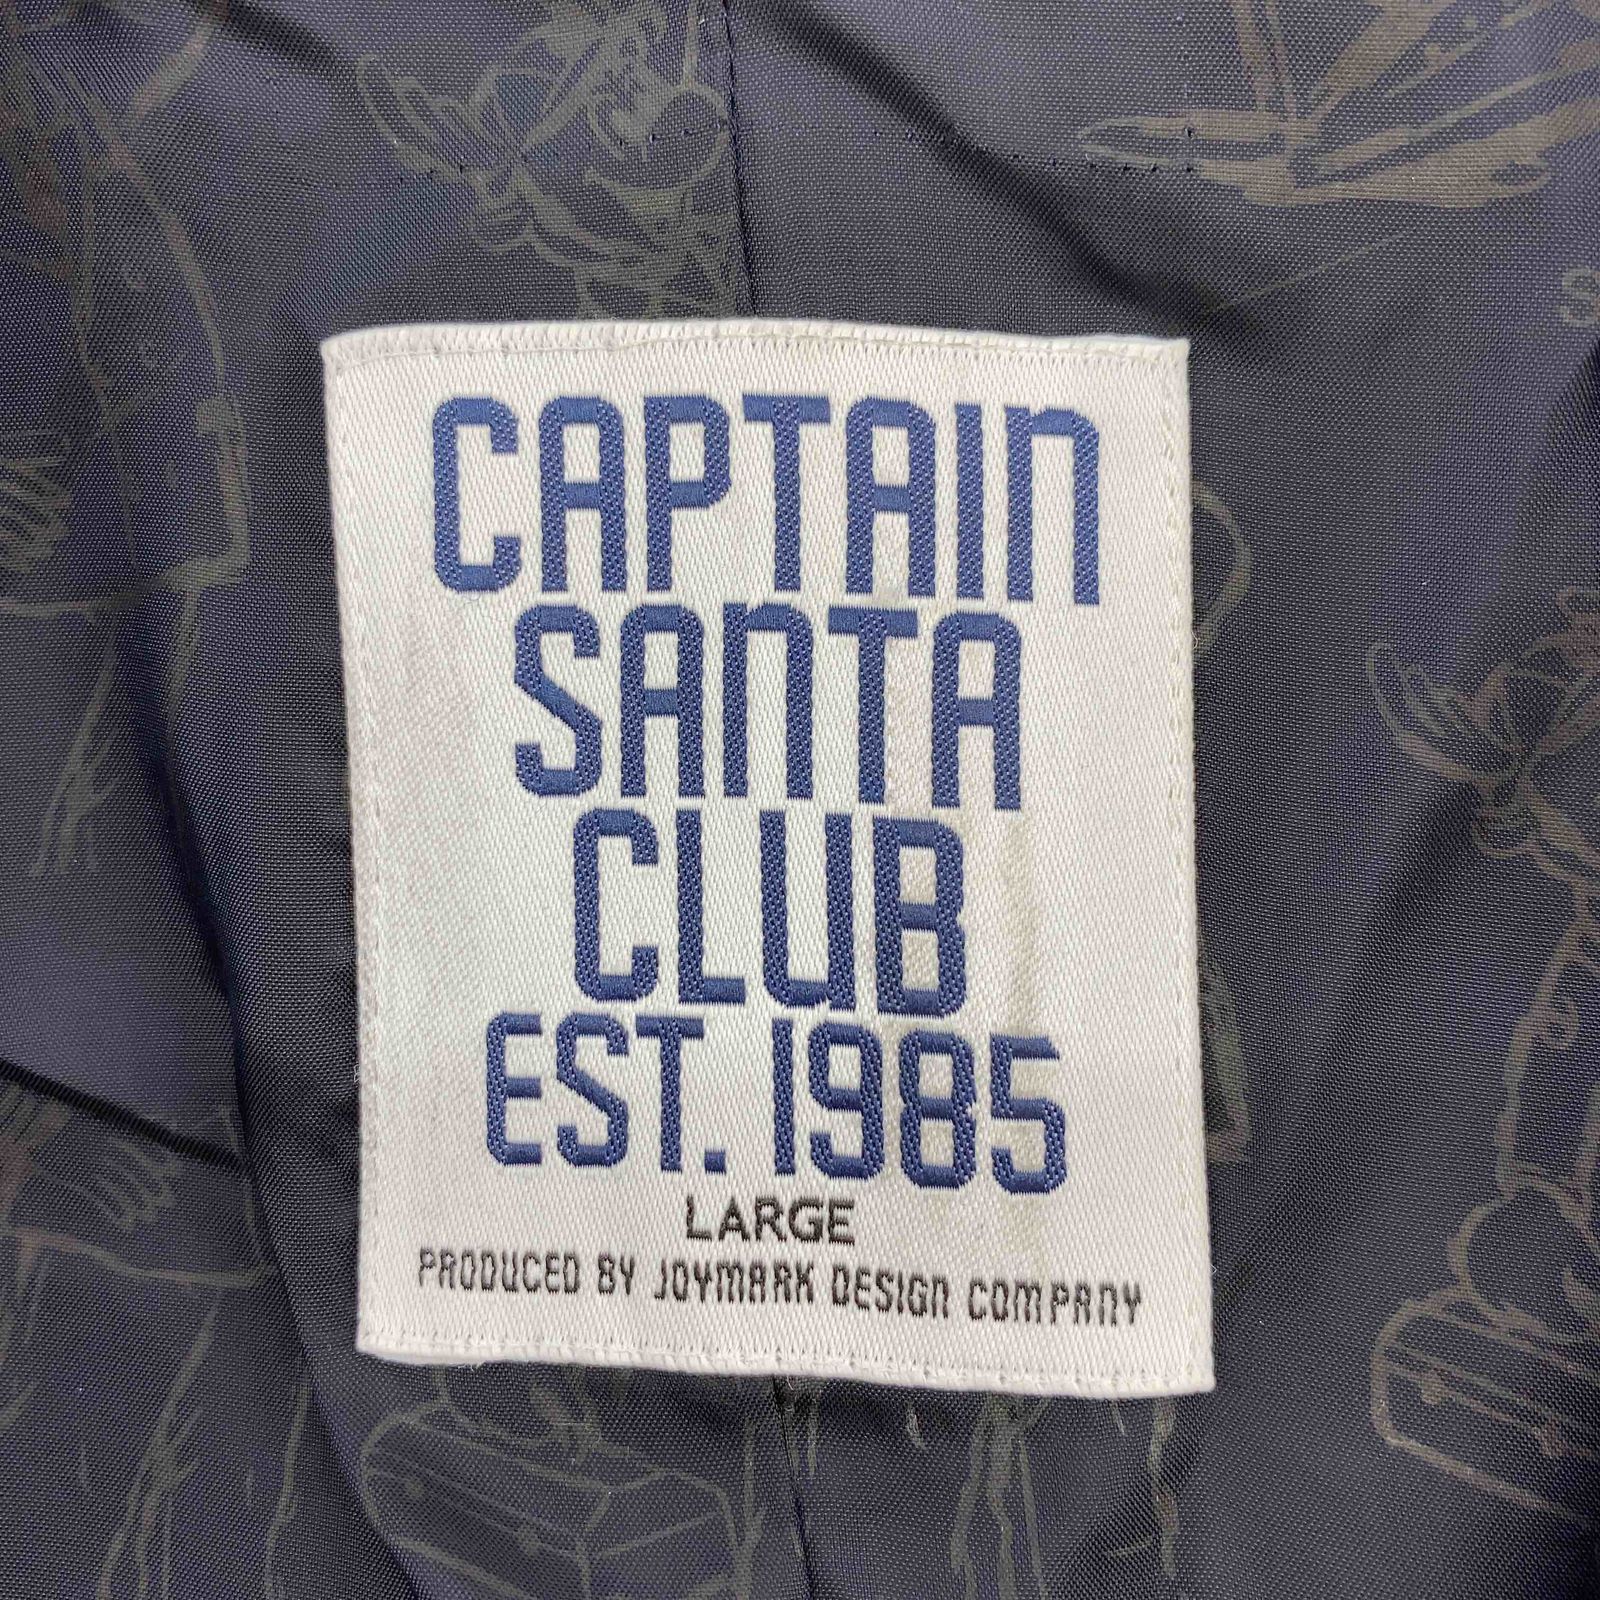 CAPTAIN
SANTA
CLUB
EST. 1985
LARGE
PRODUCED BY JOYMARK DESIGN COMPANY